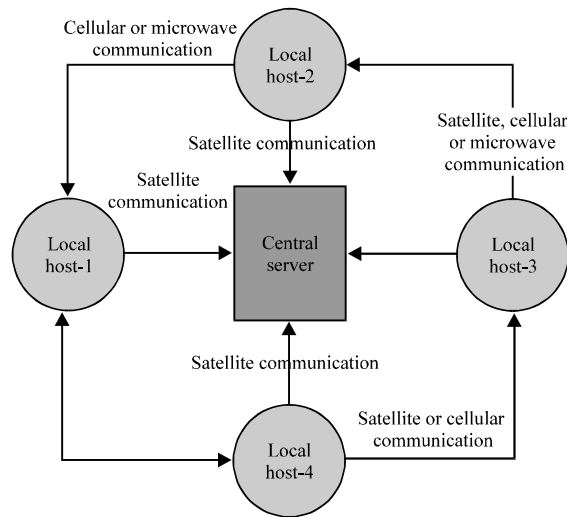 Cellular or microwave
communication
Local
host-2
Satellite, cellular
or microwave
communication
Satellite communication
Satellite
communication
Local
host-1
Central
server
Local
host-3
Satellite communication
Satellite or cellular
communication
Local
host-4